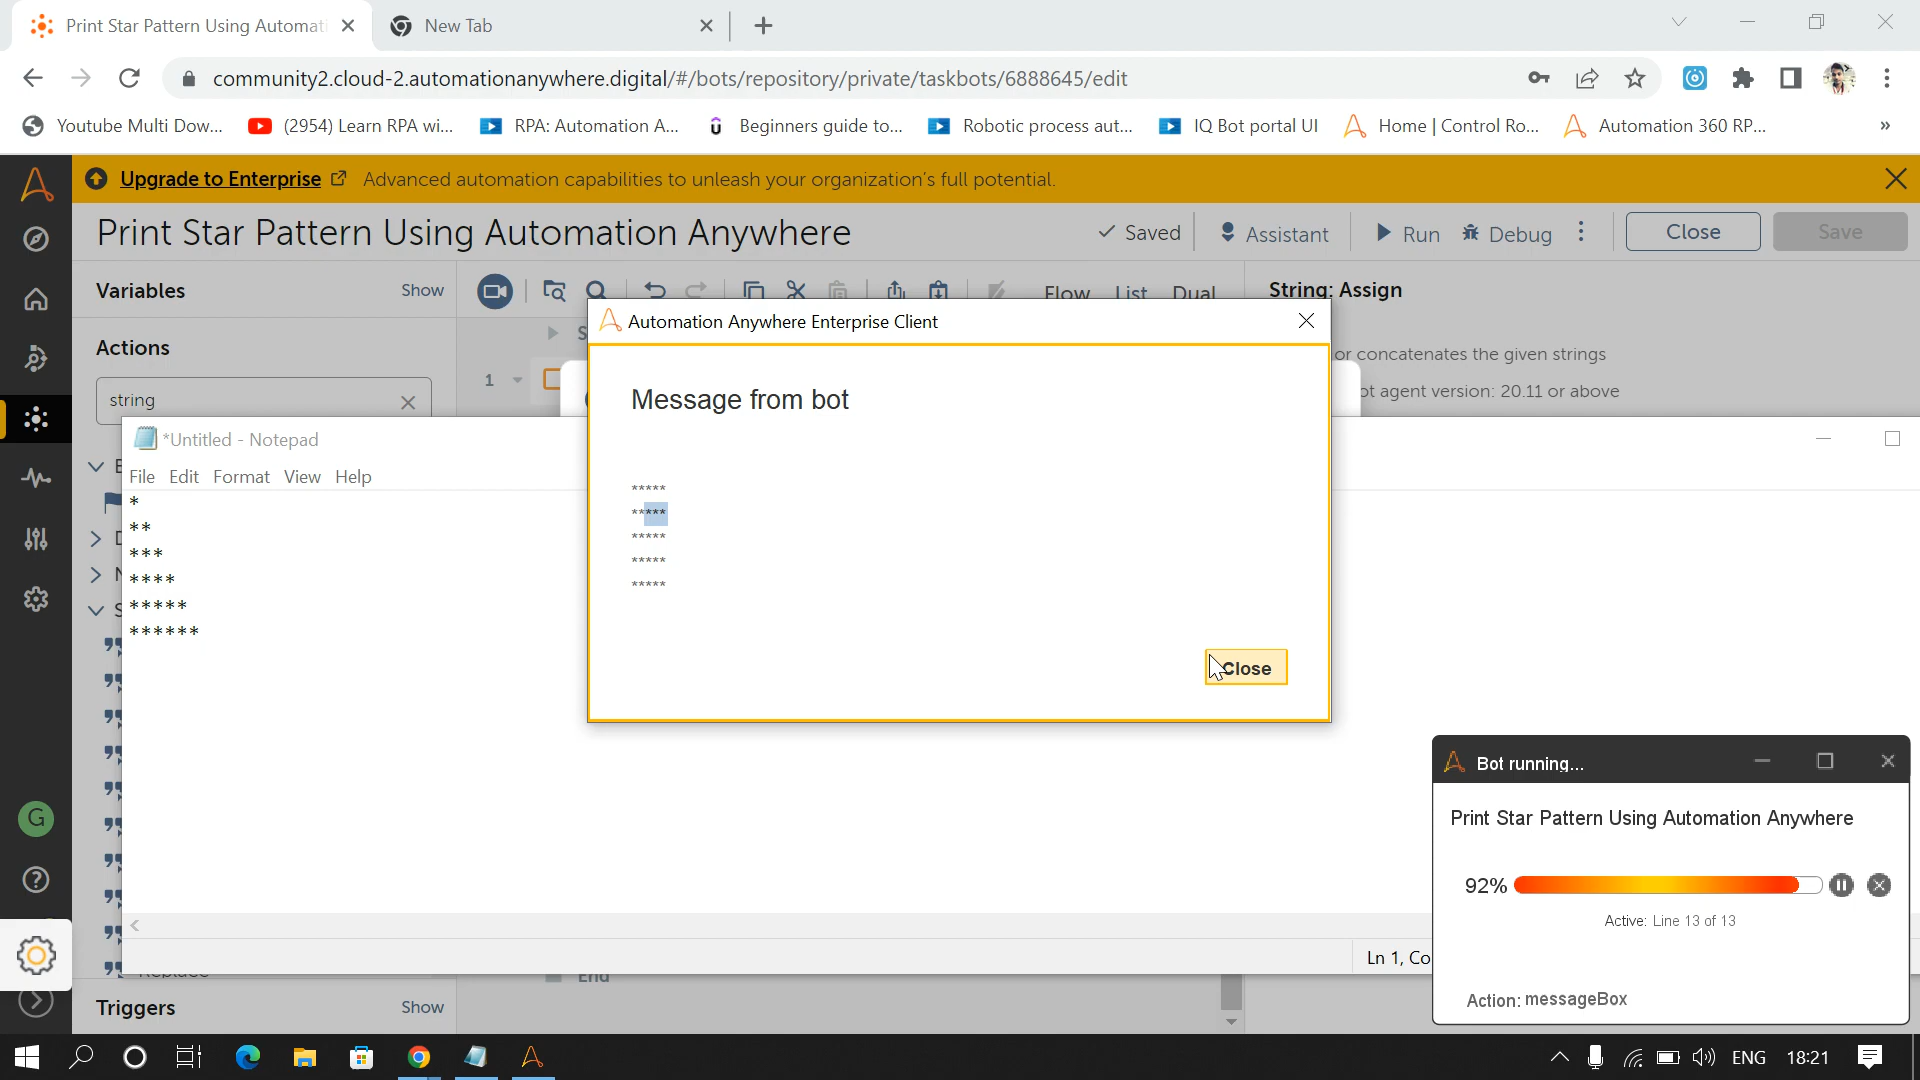 Print Star Pattern Using Automat
New Tab
community2.cloud-2.automationanywhere.digital/#/bots/repository/private/taskbots/6888645/edit
Youtube Multi Dow...
(2954) Learn RPA wi...
RPA: Automation A...
Beginners guide to...
Robotic process aut...
IQ Bot portal UI
Home | Control Ro...
Automation 360 RP...
»
Upgrade to Enterprise
Advanced automation capabilities to unleash your organization's full potential.
Print Star Pattern Using Automation Anywhere
Saved
Assistant
Run
Debug
Close
Save
Variables
Show
Flow
List
Dual
String: Assign
Automation Anywhere Enterprise Client
or concatenates the given strings
Actions
1
string
ot agent version: 20.11 or above
Message from bot
*Untitled - Notepad
File Edit Format View Help
*
**
***
****
*****
******
*****
*****
*****
*****
*****
Close
Bot running...
Print Star Pattern Using Automation Anywhere
92%
Active: Line 13 of 13
Action: messageBox
G
Ln 1, Co
Replace
End
Triggers
Show
ENG
18:21